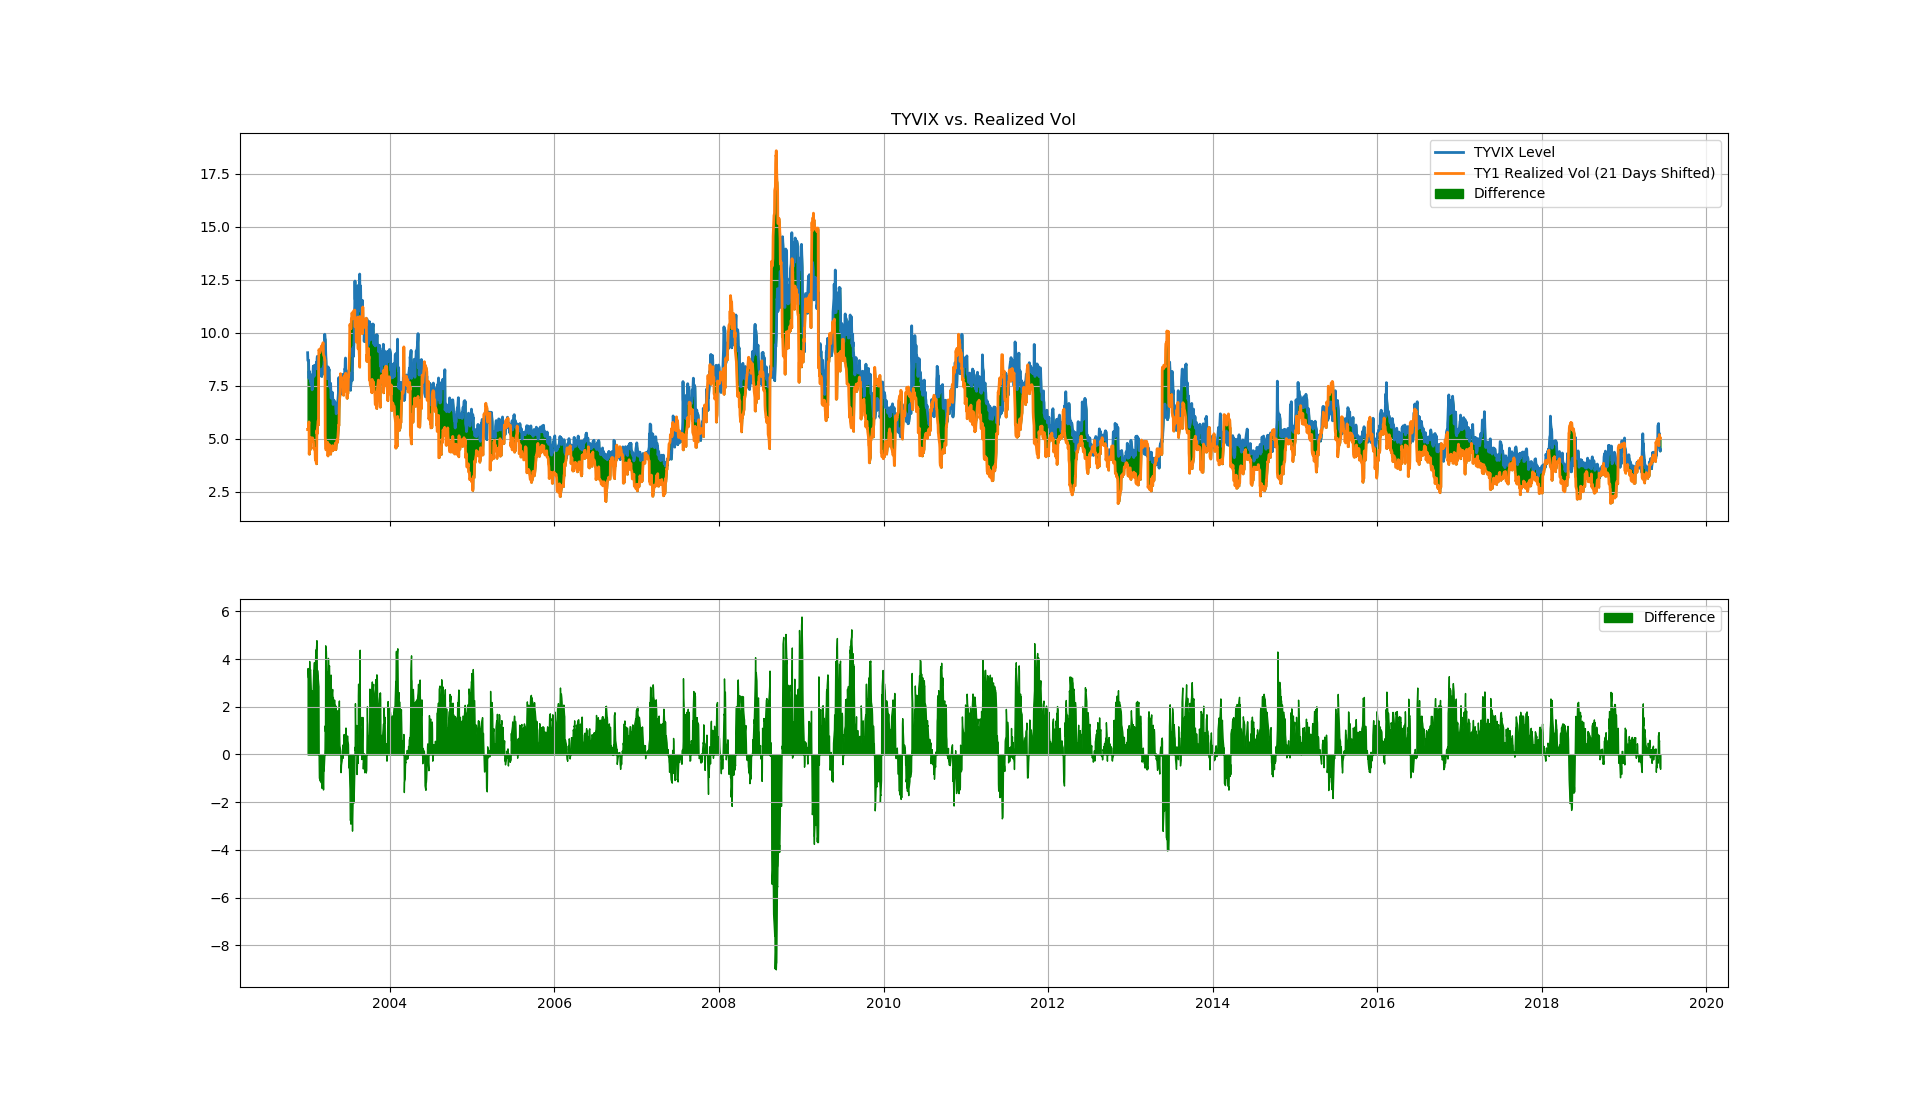 TYVIX vs. Realized Vol
TYVIX Level
TY1 Realized Vol (21 Days Shifted)
Difference
17.5
15.0
12.5
10.0
7.5
5.0
2.5
Difference
6
4
2
0
−2
−4
−6
−8
2004 2006 2008 2010 2012 2014 2016 2018 2020